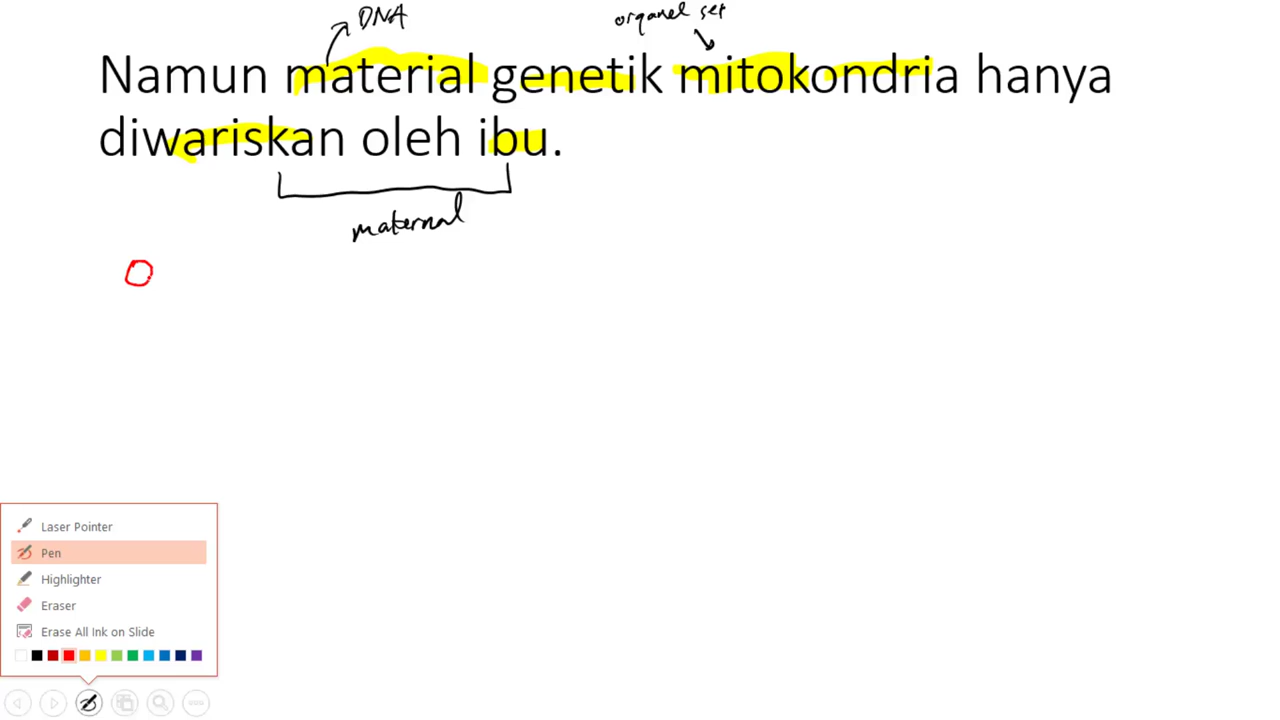 DNA
organel sel
Namun material genetik mitokondria hanya
diwariskan oleh ibu.
maternal
Laser Pointer
Pen
Highlighter
Eraser
Erase All Ink on Slide